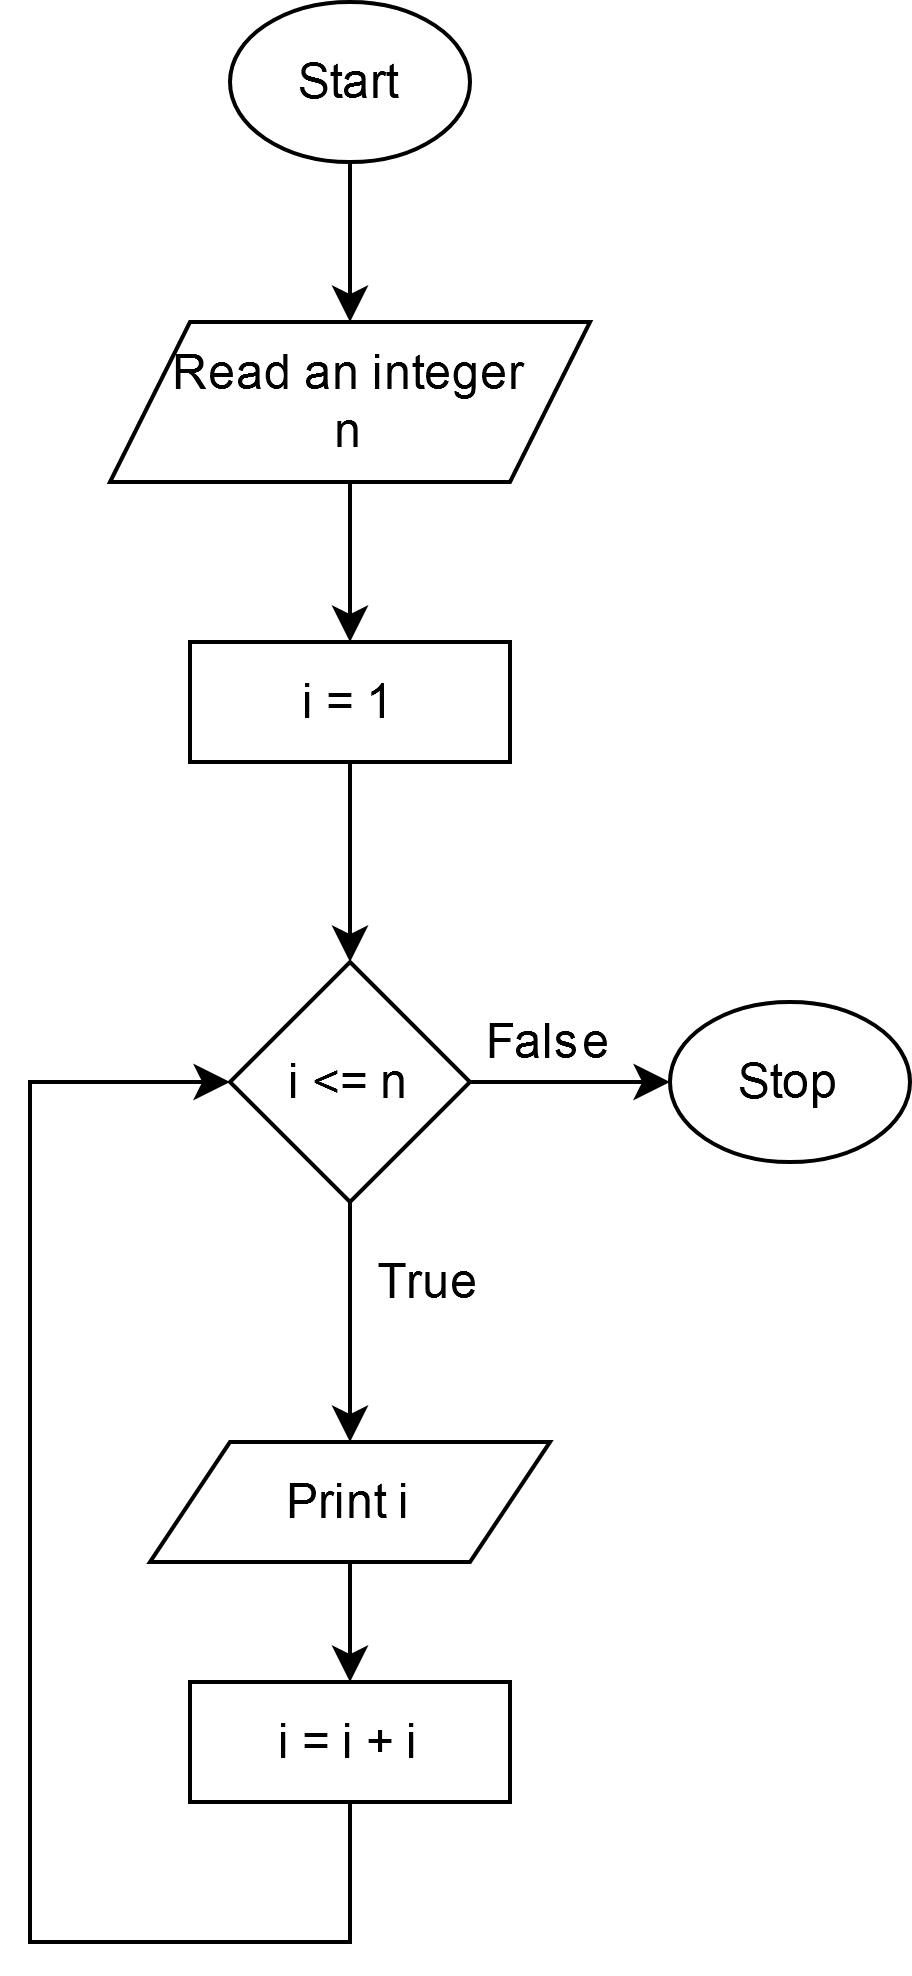 Start
Read an integer
n
i = 1
i <= n
False
Stop
True
Print i
i = i + i